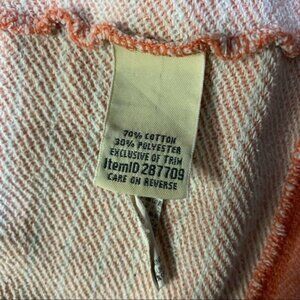 70% COTTON
30% POLYESTER
EXCLUSIVE OF TRIM
ItemID 287709
CARE ON REVERSE